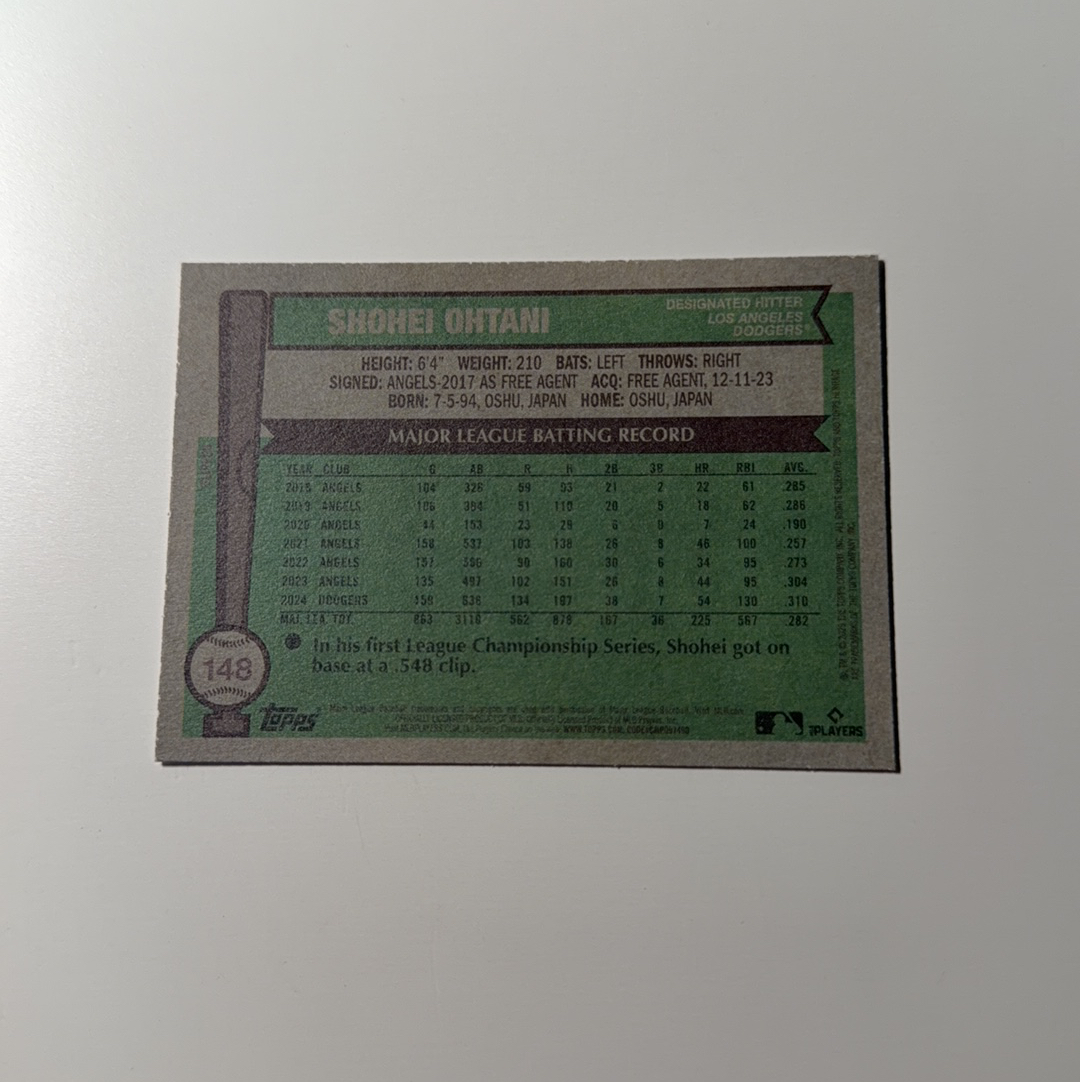 SHOHEI OHTANI
DESIGNATED HITTER
LOS ANGELES
DODGERS®
HEIGHT: 6'4" WEIGHT: 210 BATS: LEFT THROWS: RIGHT
SIGNED: ANGELS-2017 AS FREE AGENT ACQ: FREE AGENT, 12-11-23
BORN: 7-5-94, OSHU, JAPAN HOME: OSHU, JAPAN
MAJOR LEAGUE BATTING RECORD
YEAR CLUB G AB R H 2B 3B HR RBI AVG.
2018 ANGELS 104 326 59 93 21 2 22 61 .285
2019 ANGELS 106 384 51 110 20 5 18 62 .286
2020 ANGELS 44 153 23 29 6 0 7 24 .190
2021 ANGELS 158 537 103 138 26 8 46 100 .257
2022 ANGELS 157 586 90 160 30 6 34 95 .273
2023 ANGELS 135 497 102 151 26 8 44 95 .304
2024 DODGERS 159 636 134 197 38 7 54 130 .310
MAJ. LEA. TOT. 863 3119 562 878 167 36 225 567 .282
In his first League Championship Series, Shohei got on
base at a .548 clip.
148
Topps
WWW.TOPPS.COM.
PLAYERS